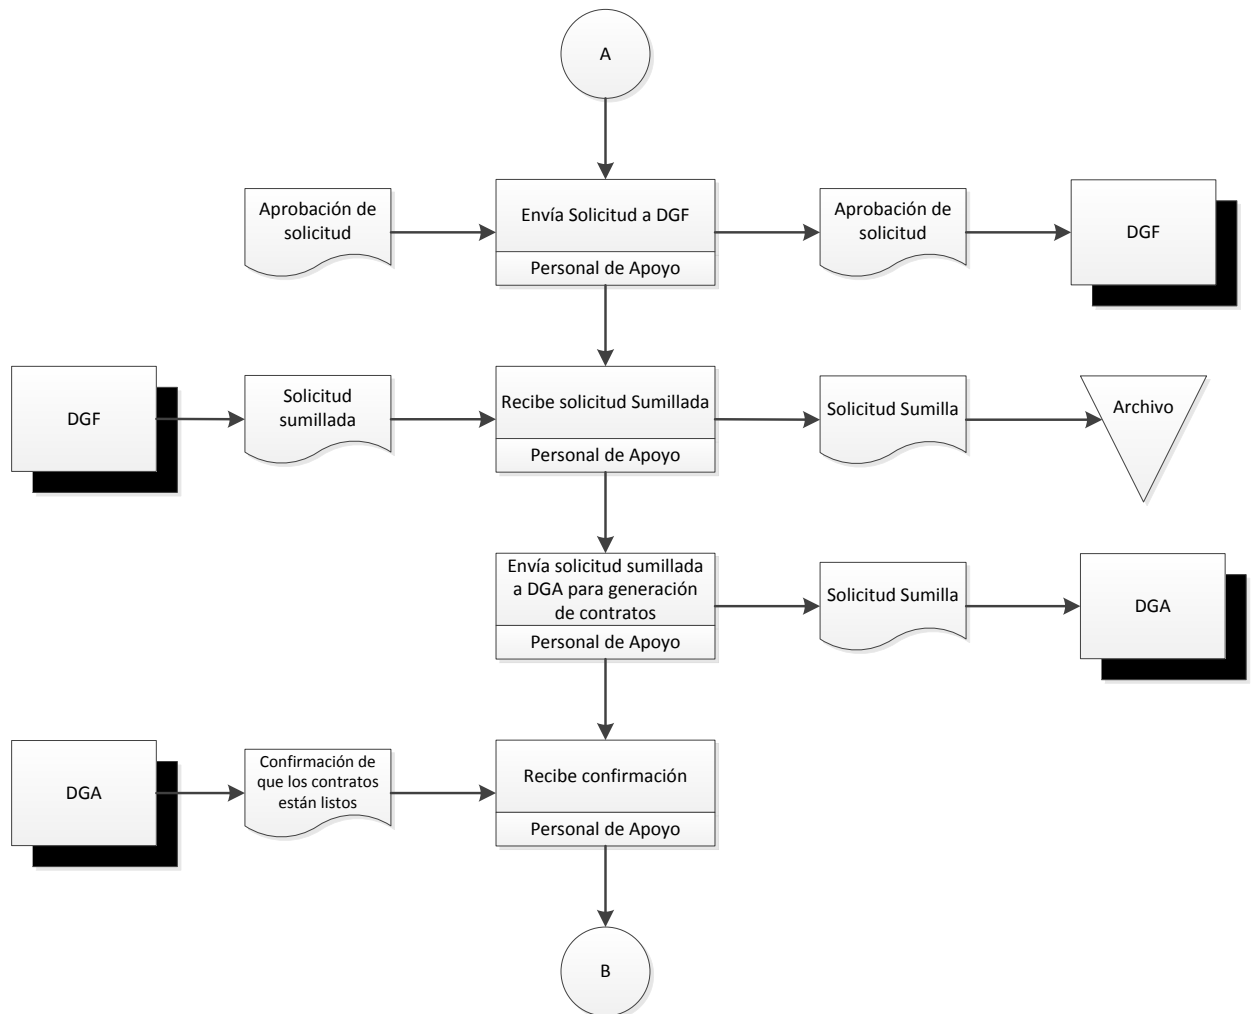 A
Aprobación de
solicitud
Envía Solicitud a DGF
Personal de Apoyo
Aprobación de
solicitud
DGF
DGF
Solicitud
sumillada
Recibe solicitud Sumillada
Personal de Apoyo
Solicitud Sumilla
Archivo
Envía solicitud sumillada
a DGA para generación
de contratos
Personal de Apoyo
Solicitud Sumilla
DGA
DGA
Confirmación de
que los contratos
están listos
Recibe confirmación
Personal de Apoyo
B